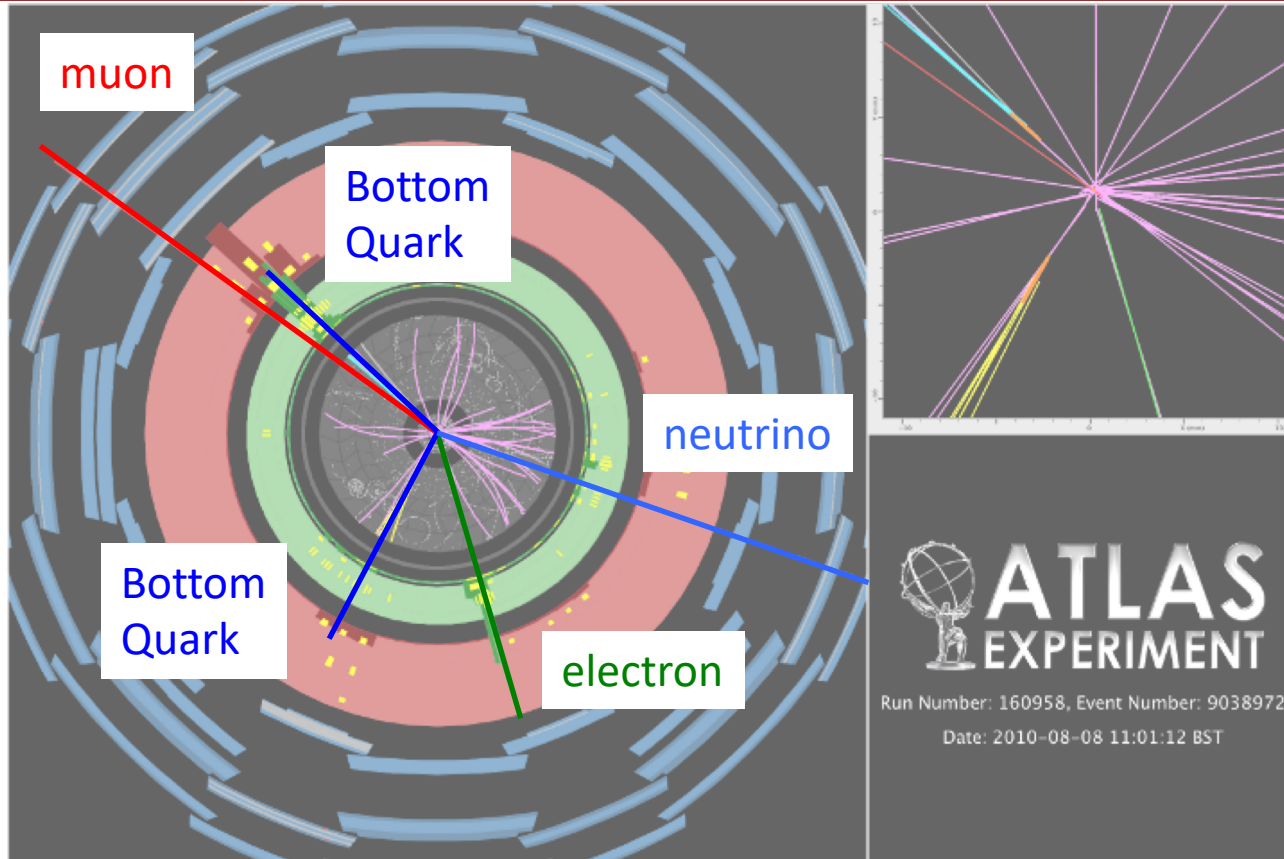 muon
Bottom
Quark
neutrino
Bottom
Quark
electron
ATLAS
EXPERIMENT
Run Number: 160958, Event Number: 9038972
Date: 2010-08-08 11:01:12 BST